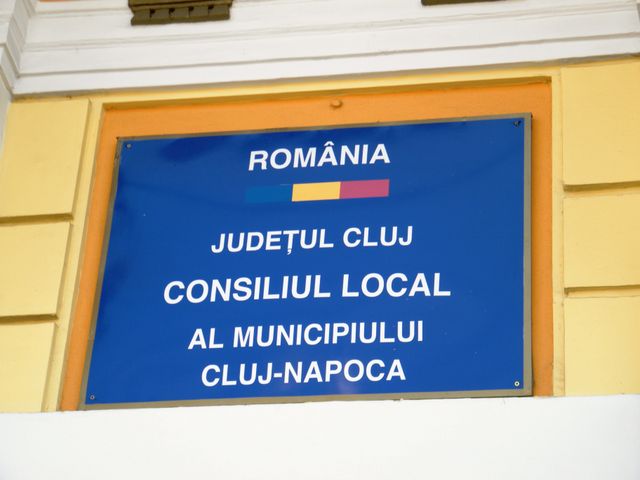 ROMÂNIA
JUDEȚUL CLUJ
CONSILIUL LOCAL
AL MUNICIPIULUI
CLUJ-NAPOCA